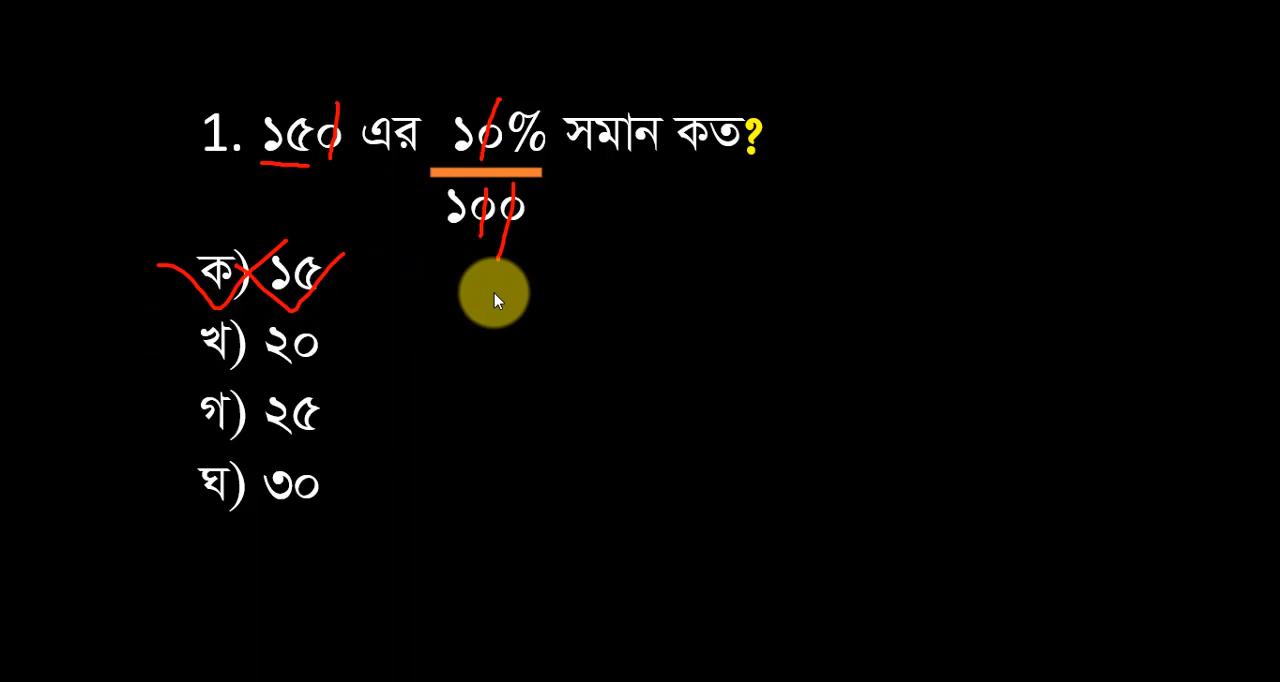 1. ১৫০ এর ১০% সমান কত?
১০০
ক) ১৫
খ) ২০
গ) ২৫
ঘ) ৩০